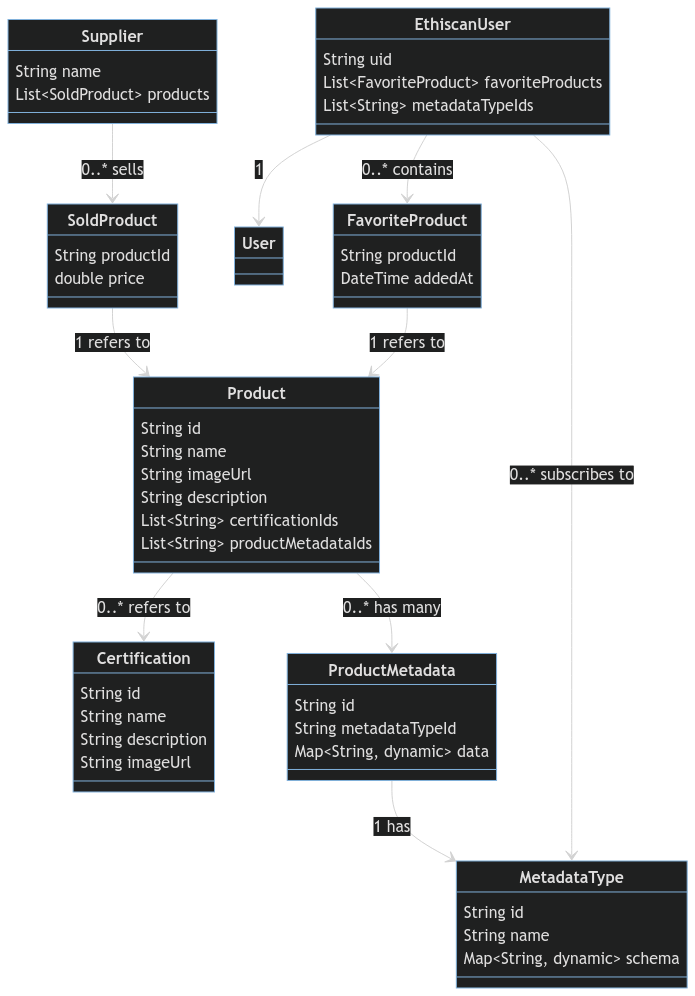 Supplier
String name
List<SoldProduct> products
EthiscanUser
String uid
List<FavoriteProduct> favoriteProducts
List<String> metadataTypeIds
0..* sells
1
0..* contains
SoldProduct
String productId
double price
User
FavoriteProduct
String productId
DateTime addedAt
1 refers to
1 refers to
Product
String id
String name
String imageUrl
String description
List<String> certificationIds
List<String> productMetadataIds
0..* subscribes to
0..* refers to
0..* has many
Certification
String id
String name
String description
String imageUrl
ProductMetadata
String id
String metadataTypeId
Map<String, dynamic> data
1 has
MetadataType
String id
String name
Map<String, dynamic> schema